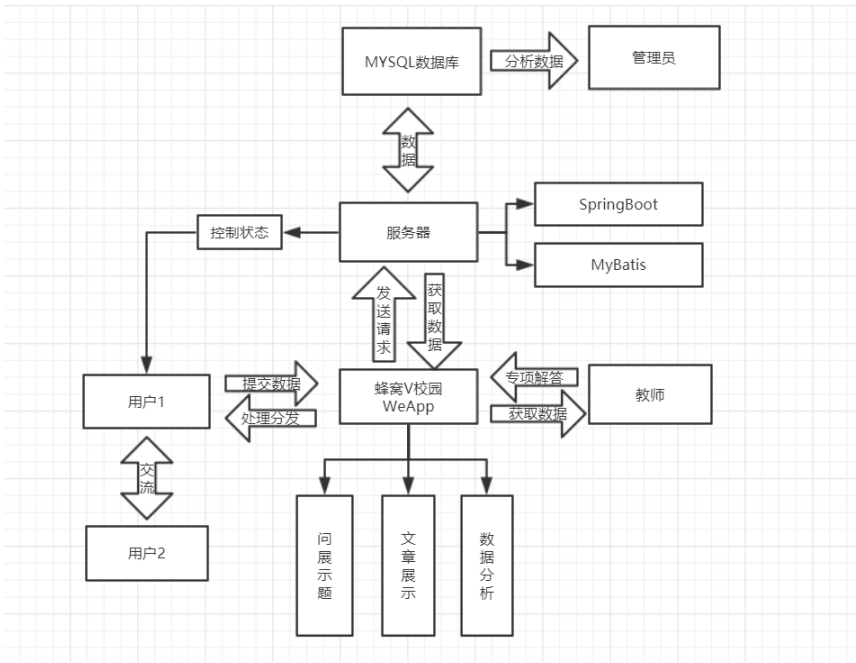 MYSQL数据库
分析数据
管理员
数据
SpringBoot
控制状态
服务器
MyBatis
发送请求
获取数据
用户1
提交数据
处理分发
蜂窝V校园
WeApp
专项解答
获取数据
教师
交流
用户2
问展示题
文章展示
数据分析